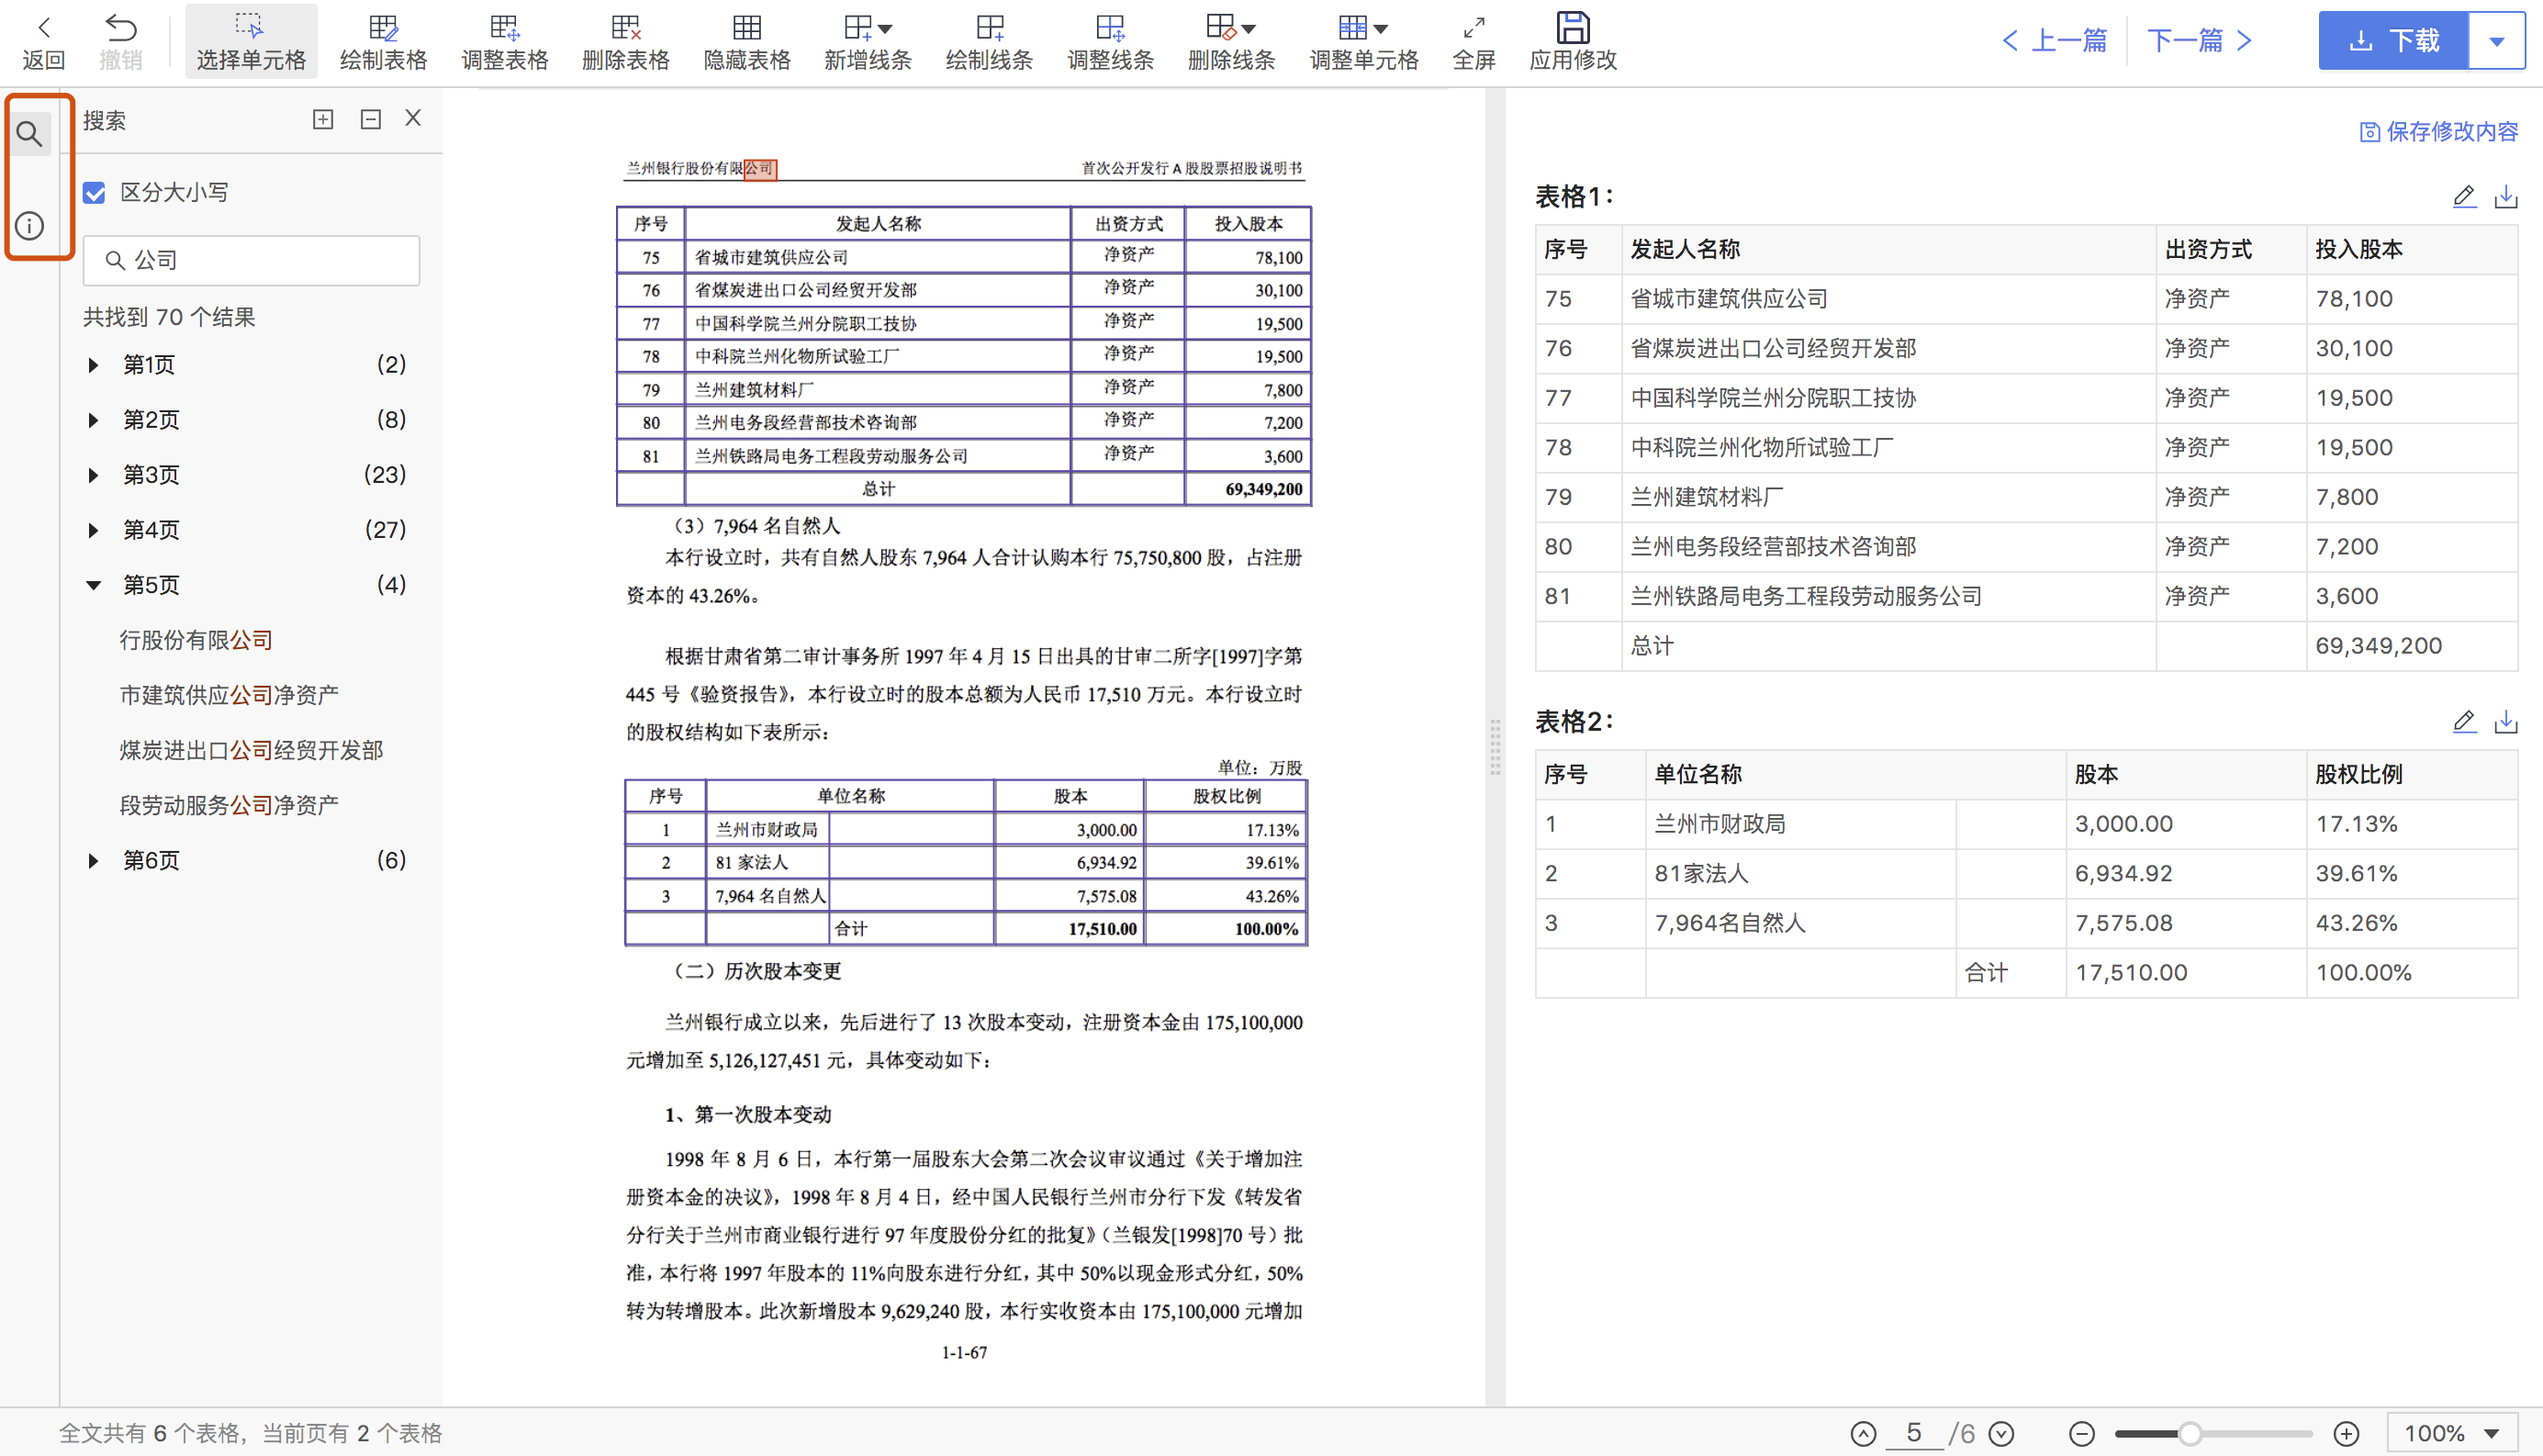 返回 撤销 选择单元格 绘制表格 调整表格 删除表格 隐藏表格 新增线条 绘制线条 调整线条 删除线条 调整单元格 全屏 应用修改 上一篇 下一篇 下载
搜索
区分大小写
公司
共找到 70 个结果
第1页 (2)
第2页 (8)
第3页 (23)
第4页 (27)
第5页 (4)
行股份有限公司
市建筑供应公司净资产
煤炭进出口公司经贸开发部
段劳动服务公司净资产
第6页 (6)
兰州银行股份有限公司 首次公开发行 A 股股票招股说明书
序号 发起人名称 出资方式 投入股本
75 省城市建筑供应公司 净资产 78,100
76 省煤炭进出口公司经贸开发部 净资产 30,100
77 中国科学院兰州分院职工技协 净资产 19,500
78 中科院兰州化物所试验工厂 净资产 19,500
79 兰州建筑材料厂 净资产 7,800
80 兰州电务段经营部技术咨询部 净资产 7,200
81 兰州铁路局电务工程段劳动服务公司 净资产 3,600
总计 69,349,200
（3）7,964 名自然人
本行设立时，共有自然人股东 7,964 人合计认购本行 75,750,800 股，占注册
资本的 43.26%。
根据甘肃省第二审计事务所 1997 年 4 月 15 日出具的甘审二所字[1997]字第
445 号《验资报告》，本行设立时的股本总额为人民币 17,510 万元。本行设立时
的股权结构如下表所示：
单位：万股
序号 单位名称 股本 股权比例
1 兰州市财政局 3,000.00 17.13%
2 81 家法人 6,934.92 39.61%
3 7,964 名自然人 7,575.08 43.26%
合计 17,510.00 100.00%
（二）历次股本变更
兰州银行成立以来，先后进行了 13 次股本变动，注册资本金由 175,100,000
元增加至 5,126,127,451 元，具体变动如下：
1、第一次股本变动
1998 年 8 月 6 日，本行第一届股东大会第二次会议审议通过《关于增加注
册资本金的决议》，1998 年 8 月 4 日，经中国人民银行兰州市分行下发《转发省
分行关于兰州市商业银行进行 97 年度股份分红的批复》（兰银发[1998]70 号）批
准，本行将 1997 年股本的 11%向股东进行分红，其中 50%以现金形式分红，50%
转为转增股本。此次新增股本 9,629,240 股，本行实收资本由 175,100,000 元增加
1-1-67
保存修改内容
表格1：
序号 发起人名称 出资方式 投入股本
75 省城市建筑供应公司 净资产 78,100
76 省煤炭进出口公司经贸开发部 净资产 30,100
77 中国科学院兰州分院职工技协 净资产 19,500
78 中科院兰州化物所试验工厂 净资产 19,500
79 兰州建筑材料厂 净资产 7,800
80 兰州电务段经营部技术咨询部 净资产 7,200
81 兰州铁路局电务工程段劳动服务公司 净资产 3,600
总计 69,349,200
表格2：
序号 单位名称 股本 股权比例
1 兰州市财政局 3,000.00 17.13%
2 81家法人 6,934.92 39.61%
3 7,964名自然人 7,575.08 43.26%
合计 17,510.00 100.00%
全文共有 6 个表格，当前页有 2 个表格
5 /6 100%